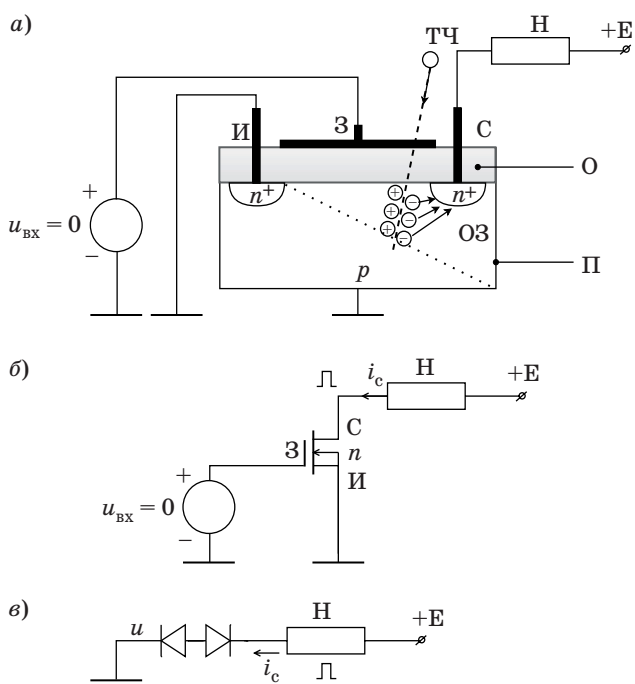 а)
ТЧ
Н
+E
И
З
С
О
n+
n+
+
uвх = 0
−
+
+
+
+
−
−
−
ОЗ
p
П
б)
iс
Н
+E
С
З
n
И
+
uвх = 0
−
в)
u
Н
+E
iс